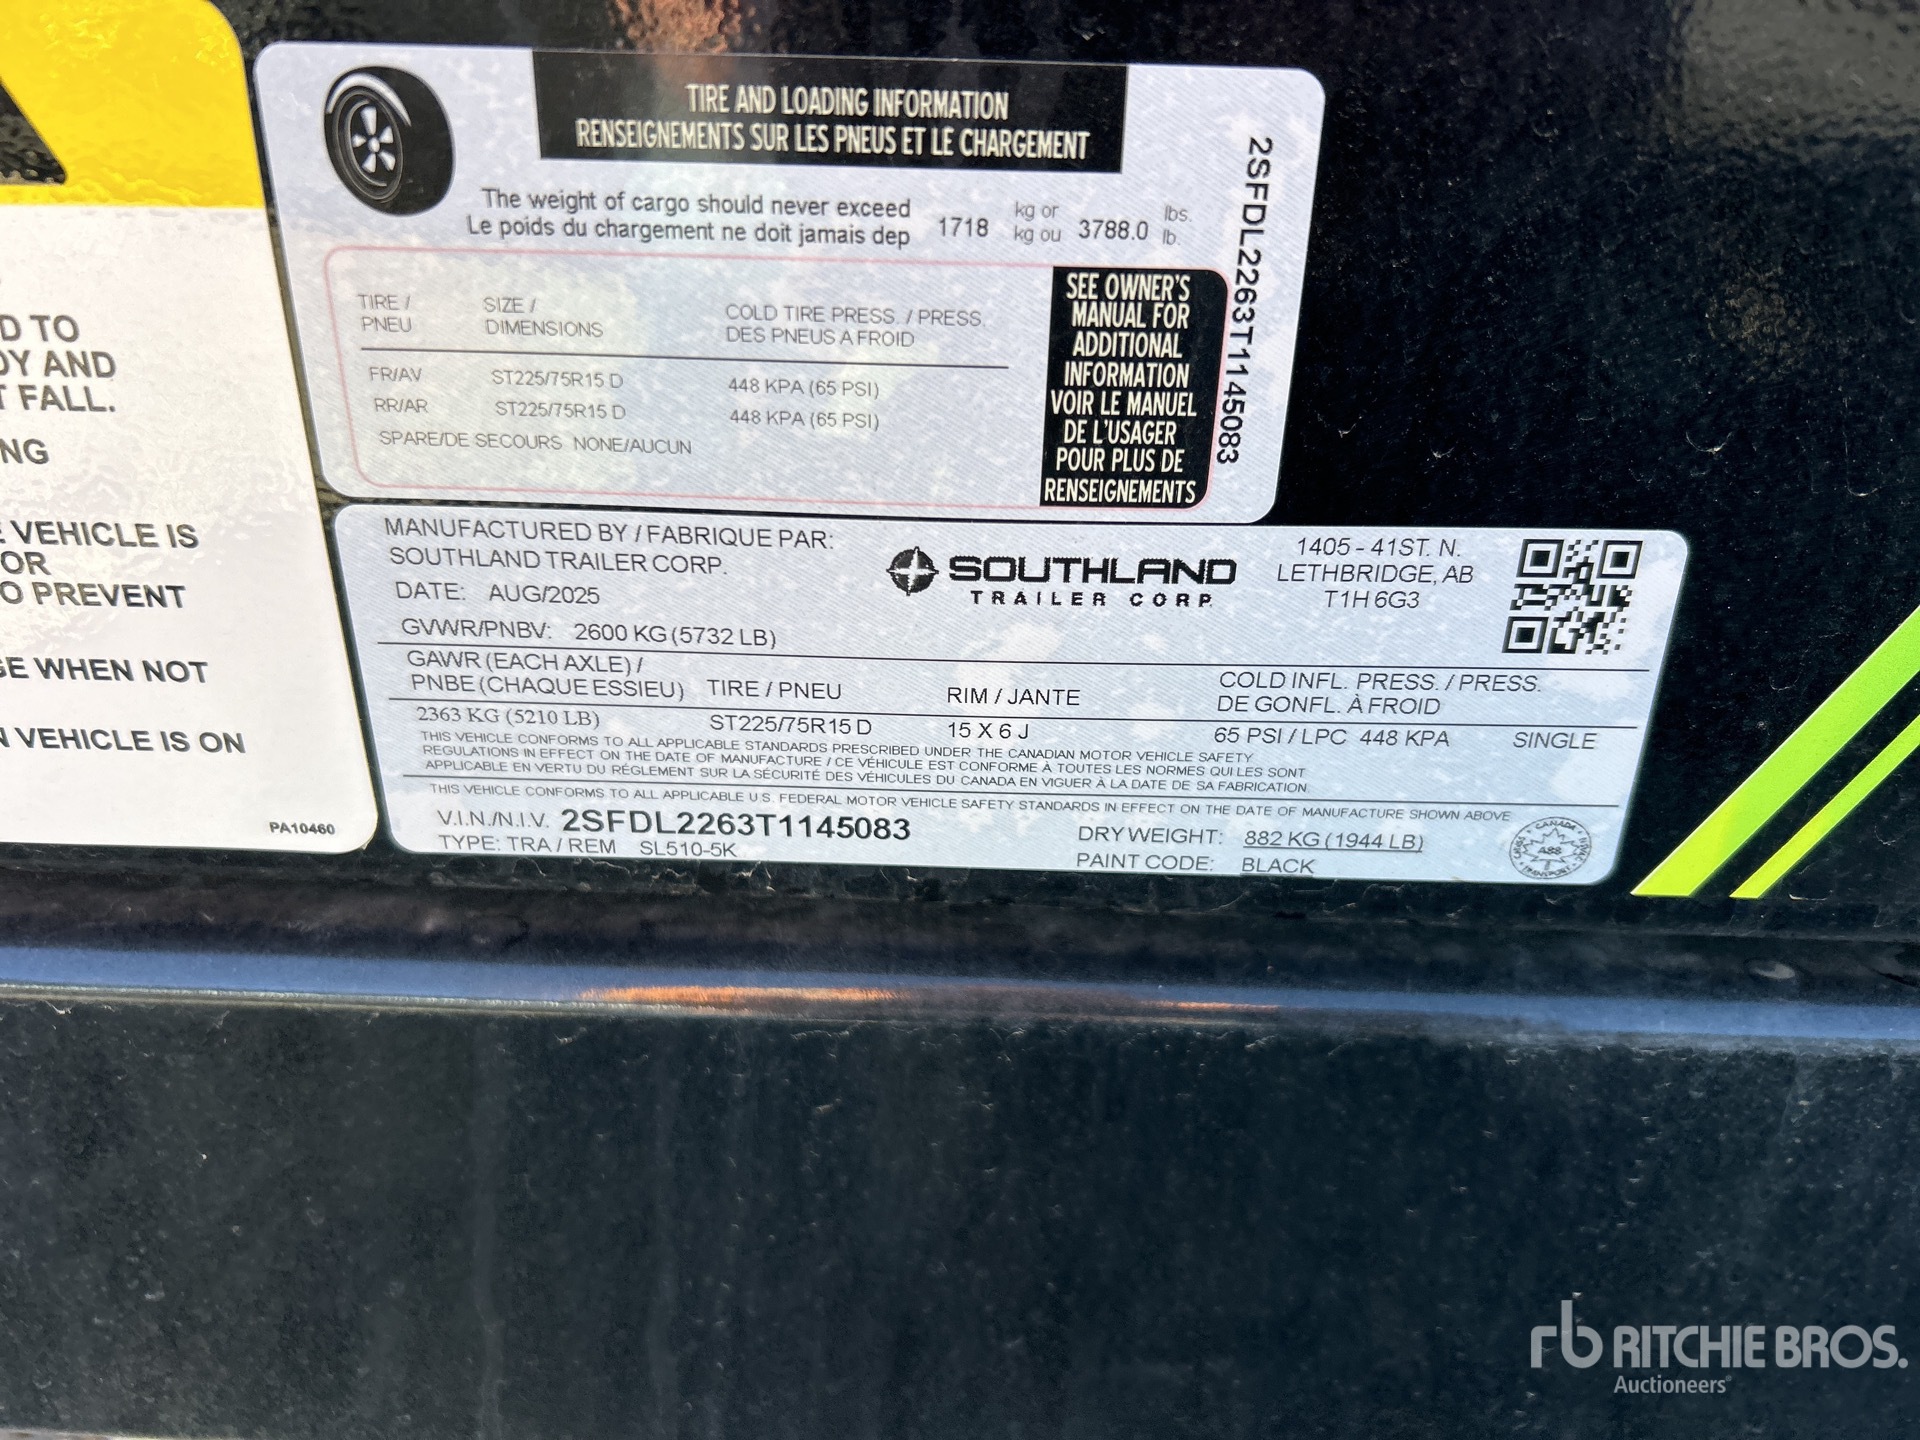 D TO
DY AND
T FALL.
NG
E VEHICLE IS
OR
O PREVENT
GE WHEN NOT
N VEHICLE IS ON
PA10460
TIRE AND LOADING INFORMATION
RENSEIGNEMENTS SUR LES PNEUS ET LE CHARGEMENT
The weight of cargo should never exceed
Le poids du chargement ne doit jamais dep
1718
kg or
kg ou
3788.0
lbs.
lb.
TIRE /
PNEU
SIZE /
DIMENSIONS
COLD TIRE PRESS. / PRESS.
DES PNEUS A FROID
FR/AV ST225/75R15 D 448 KPA (65 PSI)
RR/AR ST225/75R15 D 448 KPA (65 PSI)
SPARE/DE SECOURS NONE/AUCUN
SEE OWNER'S
MANUAL FOR
ADDITIONAL
INFORMATION
VOIR LE MANUEL
DE L'USAGER
POUR PLUS DE
RENSEIGNEMENTS
2SFDL2263T1145083
MANUFACTURED BY / FABRIQUE PAR:
SOUTHLAND TRAILER CORP.
DATE: AUG/2025
GVWR/PNBV: 2600 KG (5732 LB)
SOUTHLAND
TRAILER CORP.
1405 - 41ST. N.
LETHBRIDGE, AB
T1H 6G3
GAWR (EACH AXLE) /
PNBE (CHAQUE ESSIEU)
TIRE / PNEU
RIM / JANTE
COLD INFL. PRESS. / PRESS.
DE GONFL. À FROID
2363 KG (5210 LB) ST225/75R15 D 15 X 6 J 65 PSI / LPC 448 KPA SINGLE
THIS VEHICLE CONFORMS TO ALL APPLICABLE STANDARDS PRESCRIBED UNDER THE CANADIAN MOTOR VEHICLE SAFETY
REGULATIONS IN EFFECT ON THE DATE OF MANUFACTURE / CE VÉHICULE EST CONFORME À TOUTES LES NORMES QUI LES SONT
APPLICABLE EN VERTU DU RÉGLEMENT SUR LA SÉCURITÉ DES VÉHICULES DU CANADA EN VIGUER À LA DATE DE SA FABRICATION
THIS VEHICLE CONFORMS TO ALL APPLICABLE U.S. FEDERAL MOTOR VEHICLE SAFETY STANDARDS IN EFFECT ON THE DATE OF MANUFACTURE SHOWN ABOVE
V.I.N./N.I.V. 2SFDL2263T1145083
TYPE: TRA / REM SL510-5K
DRY WEIGHT: 882 KG (1944 LB)
PAINT CODE: BLACK
CANADA
TRANSPORT
rb RITCHIE BROS.
Auctioneers